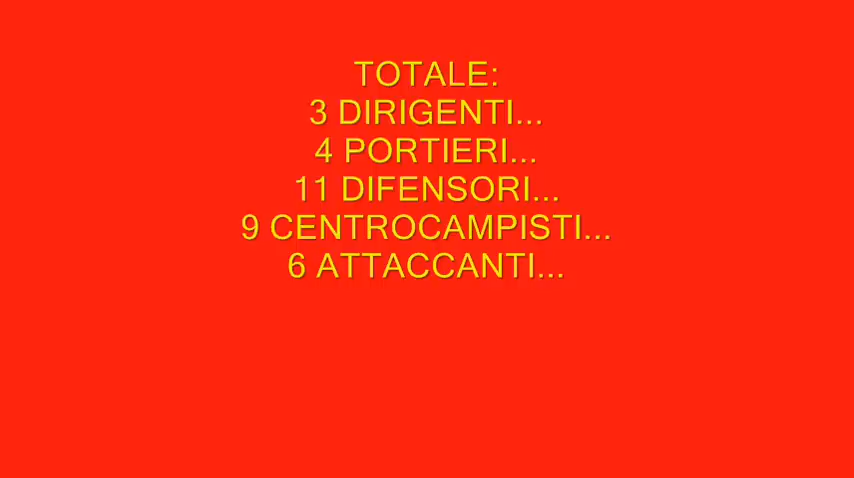 TOTALE:
3 DIRIGENTI...
4 PORTIERI...
11 DIFENSORI...
9 CENTROCAMPISTI...
6 ATTACCANTI...